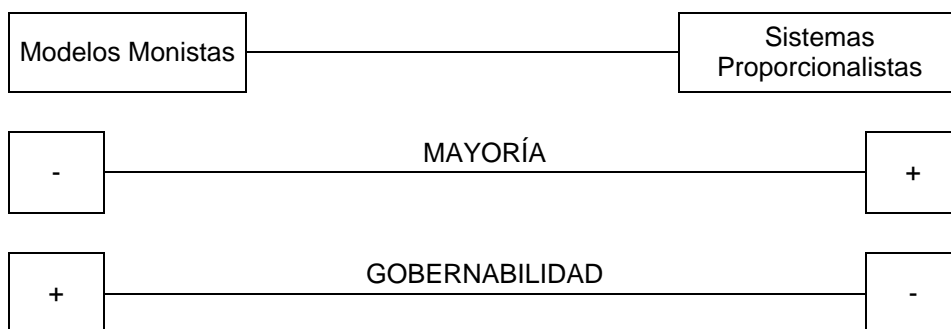 Modelos Monistas
Sistemas
Proporcionalistas
MAYORÍA
-
+
GOBERNABILIDAD
+
-